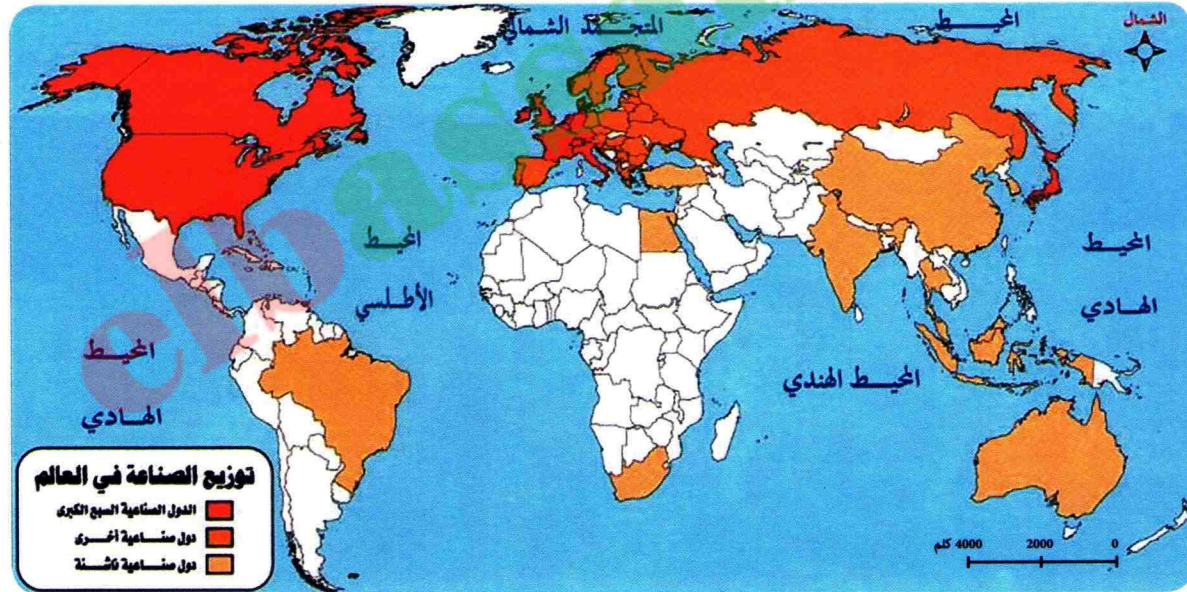 المحيط
المتجمد الشمالي
الشمال
المحيط
الأطلسي
المحيط
الهادي
المحيط
الهادي
المحيط الهندي
توزيع الصناعة في العالم
الدول الصناعية السبع الكبرى
دول صناعية أخرى
دول صناعية ناشئة
0 2000 4000 كلم